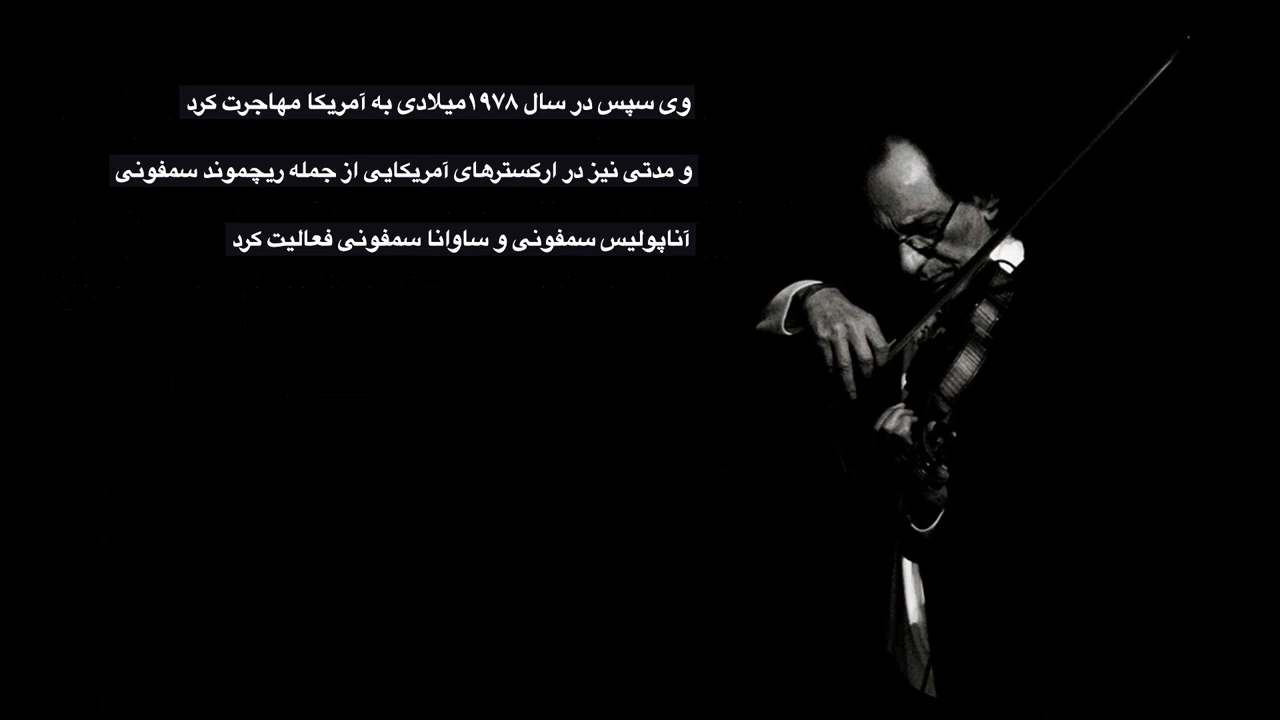 وی سپس در سال ۱۹۷۸میلادی به آمریکا مهاجرت کرد
و مدتی نیز در ارکسترهای آمریکایی از جمله ریچموند سمفونی
آناپولیس سمفونی و ساوانا سمفونی فعالیت کرد